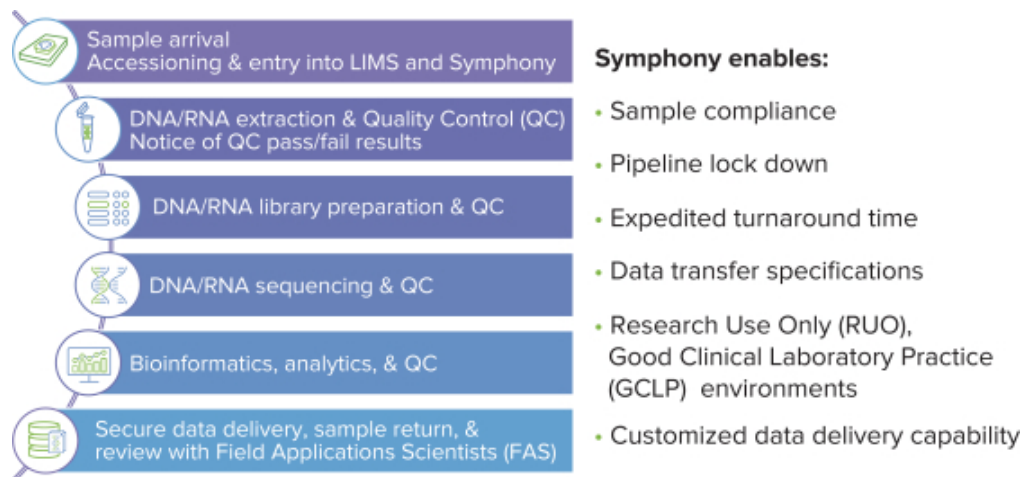 Sample arrival
Accessioning & entry into LIMS and Symphony
DNA/RNA extraction & Quality Control (QC)
Notice of QC pass/fail results
DNA/RNA library preparation & QC
DNA/RNA sequencing & QC
Bioinformatics, analytics, & QC
Secure data delivery, sample return, &
review with Field Applications Scientists (FAS)
Symphony enables:
• Sample compliance
• Pipeline lock down
• Expedited turnaround time
• Data transfer specifications
• Research Use Only (RUO),
Good Clinical Laboratory Practice
(GCLP) environments
• Customized data delivery capability